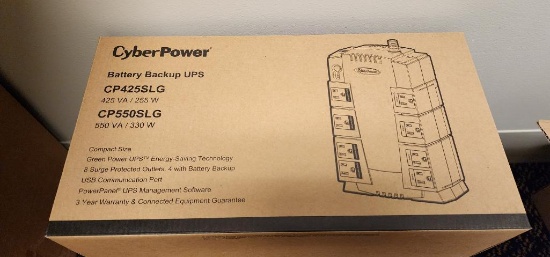 CyberPower
Battery Backup UPS
CP425SLG
425 VA / 255 W
CP550SLG
550 VA / 330 W
Compact Size
Green Power UPS™ Energy-Saving Technology
8 Surge Protected Outlets, 4 with Battery Backup
USB Communication Port
PowerPanel® UPS Management Software
3 Year Warranty & Connected Equipment Guarantee